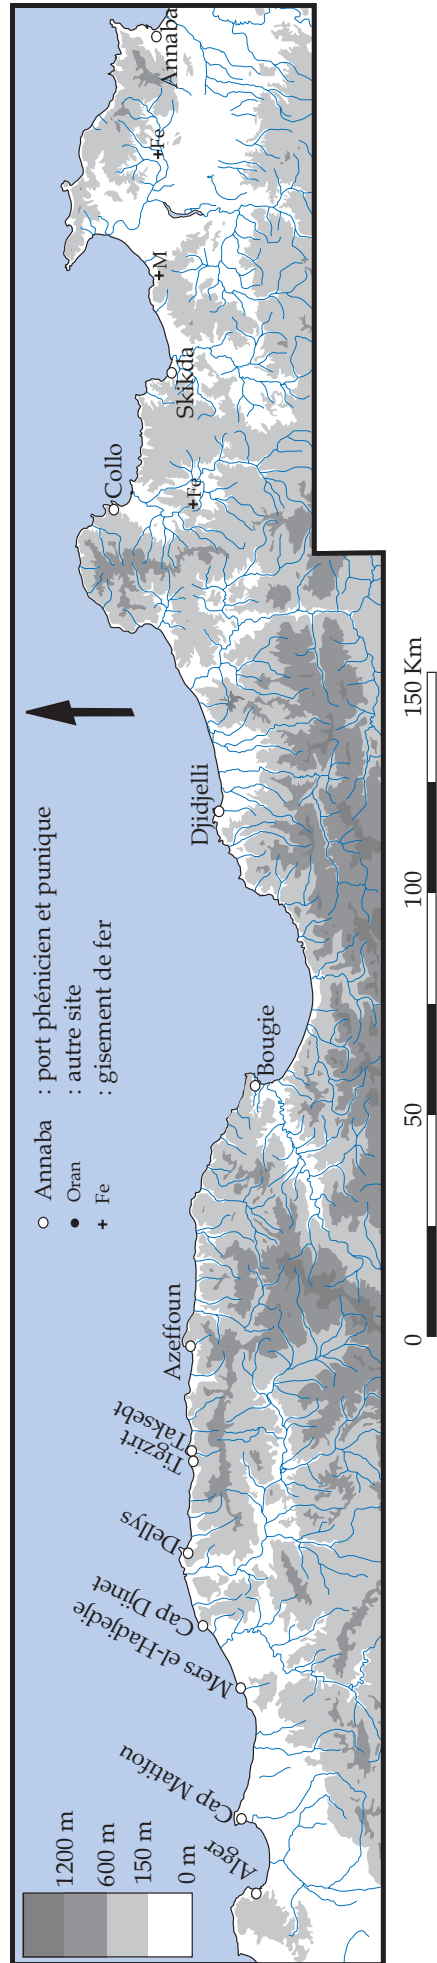 1200 m
600 m
150 m
0 m
Annaba : port phénicien et punique
Oran : autre site
Fe : gisement de fer
Alger
Cap Matifou
Mers el-Hadjedje
Cap Djinet
Dellys
Tigzirt
Taksebt
Azeffoun
Bougie
Djidjelli
Collo
Fe
Skikda
M
Fe
Annaba
0 50 100 150 Km